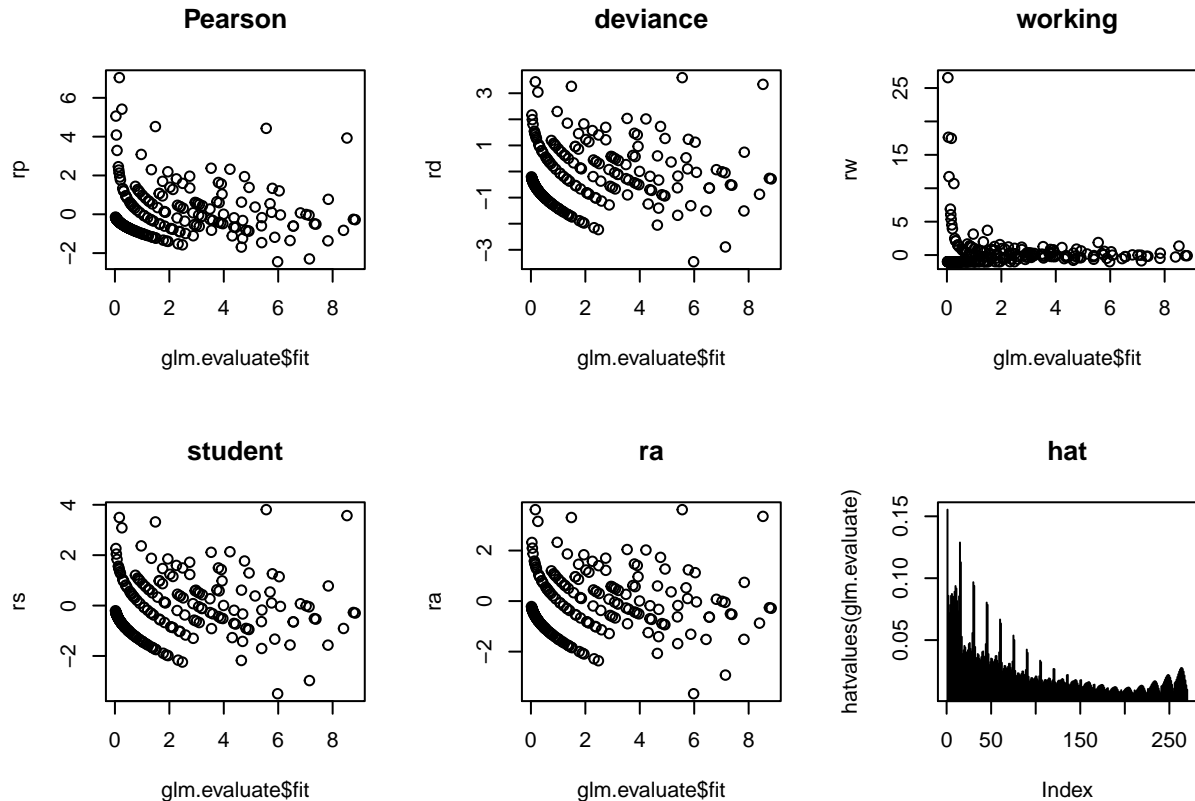 Pearson
rp
6
4
2
0
−2
0 2 4 6 8
glm.evaluate$fit
deviance
rd
3
1
−1
−3
0 2 4 6 8
glm.evaluate$fit
working
rw
25
15
5
0
0 2 4 6 8
glm.evaluate$fit
student
rs
4
2
0
−2
0 2 4 6 8
glm.evaluate$fit
ra
ra
2
0
−2
0 2 4 6 8
glm.evaluate$fit
hat
hatvalues(glm.evaluate)
0.15
0.10
0.05
0 50 150 250
Index